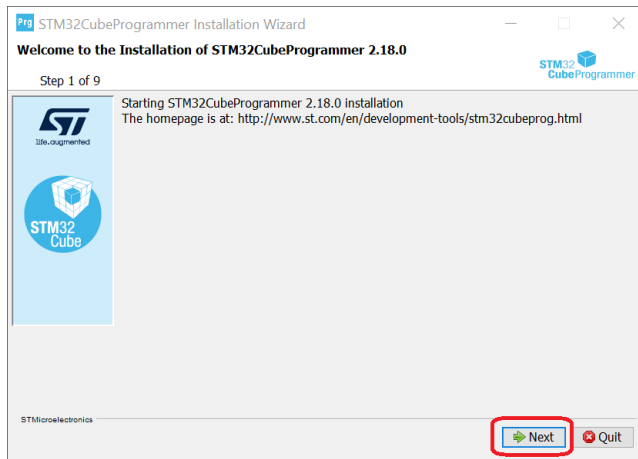 Prg STM32CubeProgrammer Installation Wizard
Welcome to the Installation of STM32CubeProgrammer 2.18.0
Step 1 of 9
STM32
CubeProgrammer
ST
life.augmented
STM32
Cube
Starting STM32CubeProgrammer 2.18.0 installation
The homepage is at: http://www.st.com/en/development-tools/stm32cubeprog.html
STMicroelectronics
Next
Quit